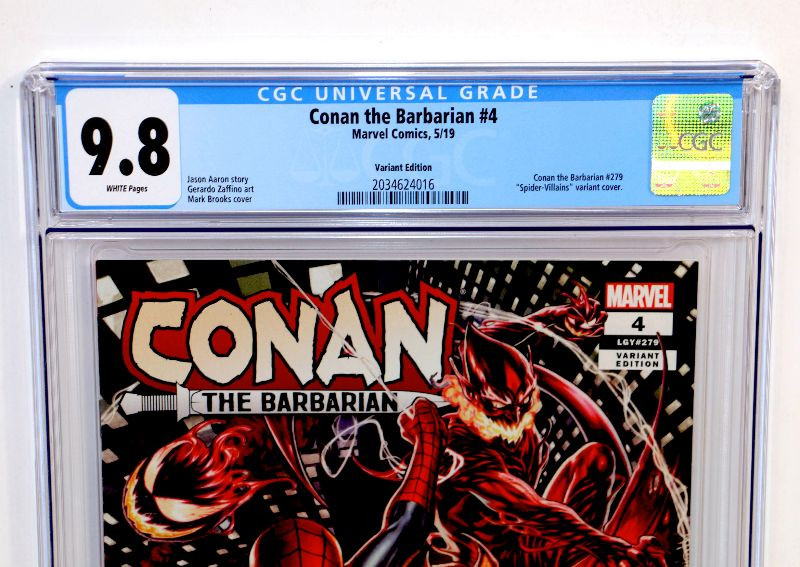 CGC UNIVERSAL GRADE
9.8
WHITE Pages
Conan the Barbarian #4
Marvel Comics, 5/19
Variant Edition
2034624016
Jason Aaron story
Gerardo Zaffino art
Mark Brooks cover
Conan the Barbarian #279
"Spider-Villains" variant cover.
CGC
CONAN
THE BARBARIAN
MARVEL
4
LGY#279
VARIANT
EDITION